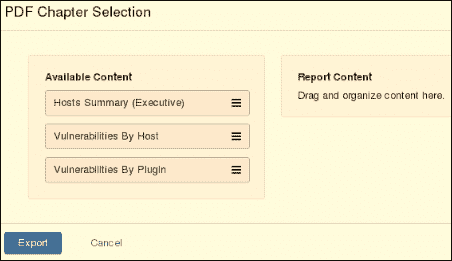 PDF Chapter Selection
Available Content
Hosts Summary (Executive)
Vulnerabilities By Host
Vulnerabilities By Plugin
Report Content
Drag and organize content here.
Export
Cancel